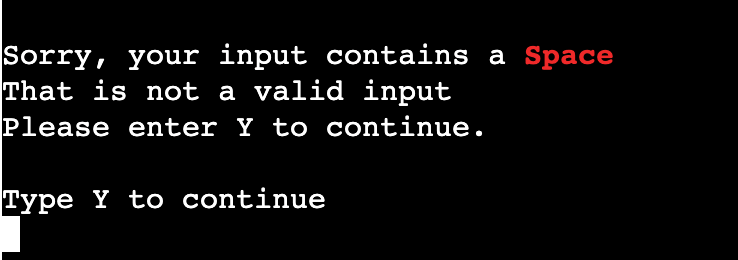 Sorry, your input contains a Space
That is not a valid input
Please enter Y to continue.
Type Y to continue